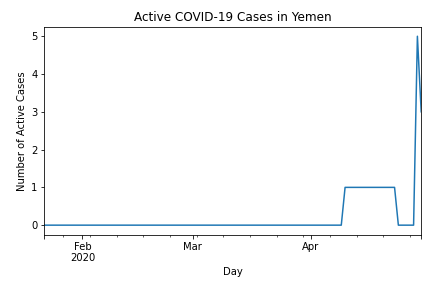 Active COVID-19 Cases in Yemen
Number of Active Cases
5
4
3
2
1
0
Feb
2020
Mar
Apr
Day